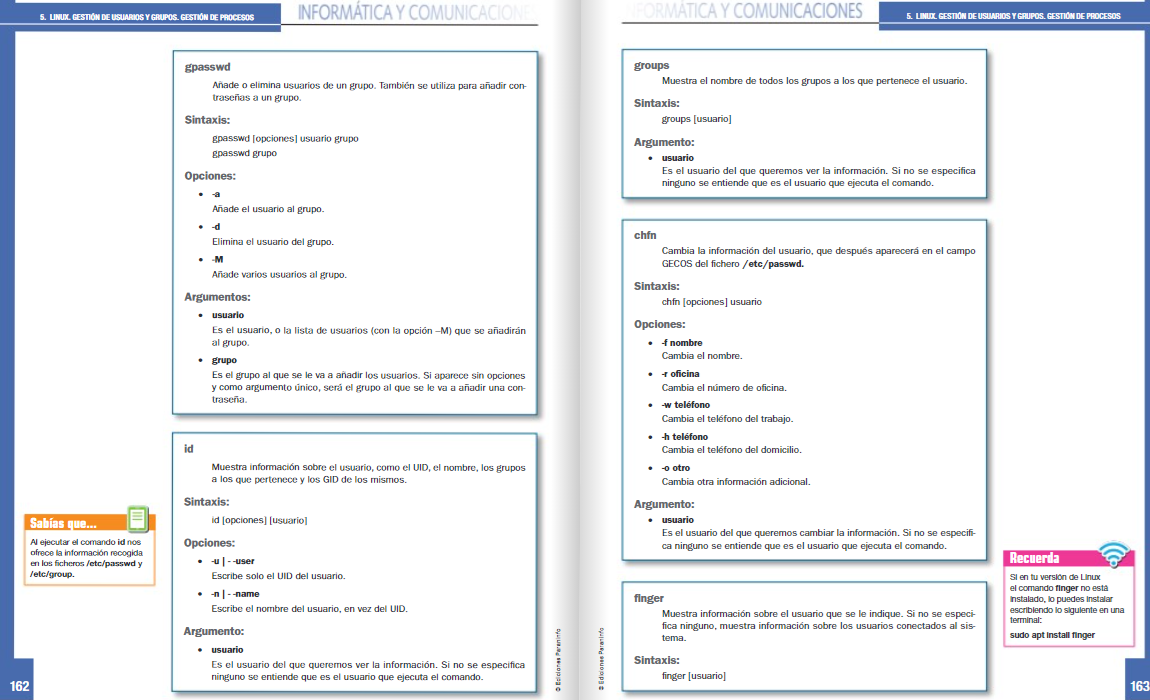 5. LINUX. GESTIÓN DE USUARIOS Y GRUPOS. GESTIÓN DE PROCESOS
INFORMÁTICA Y COMUNICACIONE
gpasswd
Añade o elimina usuarios de un grupo. También se utiliza para añadir con-
traseñas a un grupo.
Sintaxis:
gpasswd [opciones] usuario grupo
gpasswd grupo
Opciones:
• -a
Añade el usuario al grupo.
• -d
Elimina el usuario del grupo.
• -M
Añade varios usuarios al grupo.
Argumentos:
• usuario
Es el usuario, o la lista de usuarios (con la opción –M) que se añadirán
al grupo.
• grupo
Es el grupo al que se le va a añadir los usuarios. Si aparece sin opciones
y como argumento único, será el grupo al que se le va a añadir una con-
traseña.
id
Muestra información sobre el usuario, como el UID, el nombre, los grupos
a los que pertenece y los GID de los mismos.
Sintaxis:
id [opciones] [usuario]
Opciones:
• -u | - -user
Escribe solo el UID del usuario.
• -n | - -name
Escribe el nombre del usuario, en vez del UID.
Argumento:
• usuario
Es el usuario del que queremos ver la información. Si no se especifica
ninguno se entiende que es el usuario que ejecuta el comando.
Sabías que...
Al ejecutar el comando id nos
ofrece la información recogida
en los ficheros /etc/passwd y
/etc/group.
© Ediciones Paraninfo
162
FORMÁTICA Y COMUNICACIONES
5. LINUX. GESTIÓN DE USUARIOS Y GRUPOS. GESTIÓN DE PROCESOS
groups
Muestra el nombre de todos los grupos a los que pertenece el usuario.
Sintaxis:
groups [usuario]
Argumento:
• usuario
Es el usuario del que queremos ver la información. Si no se especifica
ninguno se entiende que es el usuario que ejecuta el comando.
chfn
Cambia la información del usuario, que después aparecerá en el campo
GECOS del fichero /etc/passwd.
Sintaxis:
chfn [opciones] usuario
Opciones:
• -f nombre
Cambia el nombre.
• -r oficina
Cambia el número de oficina.
• -w teléfono
Cambia el teléfono del trabajo.
• -h teléfono
Cambia el teléfono del domicilio.
• -o otro
Cambia otra información adicional.
Argumento:
• usuario
Es el usuario del que queremos cambiar la información. Si no se especifi-
ca ninguno se entiende que es el usuario que ejecuta el comando.
finger
Muestra información sobre el usuario que se le indique. Si no se especi-
fica ninguno, muestra información sobre los usuarios conectados al sis-
tema.
Sintaxis:
finger [usuario]
Recuerda
Si en tu versión de Linux
el comando finger no está
instalado, lo puedes instalar
escribiendo lo siguiente en una
terminal:
sudo apt install finger
© Ediciones Paraninfo
163